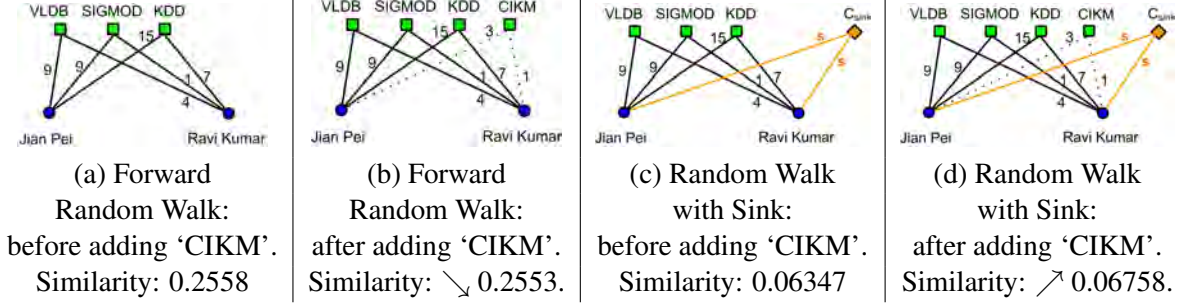 VLDB SIGMOD KDD
15
9 9 1 7
4
Jian Pei Ravi Kumar
(a) Forward
Random Walk:
before adding ‘CIKM’.
Similarity: 0.2558
VLDB SIGMOD KDD CIKM
15 3
9 9 1 7 1
4
Jian Pei Ravi Kumar
(b) Forward
Random Walk:
after adding ‘CIKM’.
Similarity: ↘ 0.2553.
VLDB SIGMOD KDD Csink
15 s
9 9 1 7 s
4
Jian Pei Ravi Kumar
(c) Random Walk
with Sink:
before adding ‘CIKM’.
Similarity: 0.06347
VLDB SIGMOD KDD CIKM Csink
15 3 s
9 9 1 7 1 s
4
Jian Pei Ravi Kumar
(d) Random Walk
with Sink:
after adding ‘CIKM’.
Similarity: ↗ 0.06758.